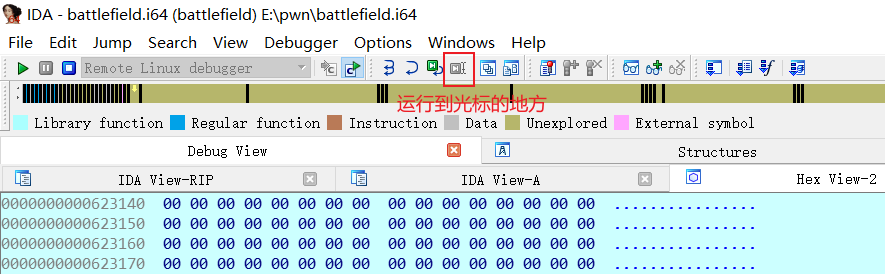 IDA - battlefield.i64 (battlefield) E:\pwn\battlefield.i64
File Edit Jump Search View Debugger Options Windows Help
Remote Linux debugger
运行到光标的地方
Library function Regular function Instruction Data Unexplored External symbol
Debug View Structures
IDA View-RIP IDA View-A Hex View-2
0000000000623140 00 00 00 00 00 00 00 00 00 00 00 00 00 00 00 00 ................
0000000000623150 00 00 00 00 00 00 00 00 00 00 00 00 00 00 00 00 ................
0000000000623160 00 00 00 00 00 00 00 00 00 00 00 00 00 00 00 00 ................
0000000000623170 00 00 00 00 00 00 00 00 00 00 00 00 00 00 00 00 ................